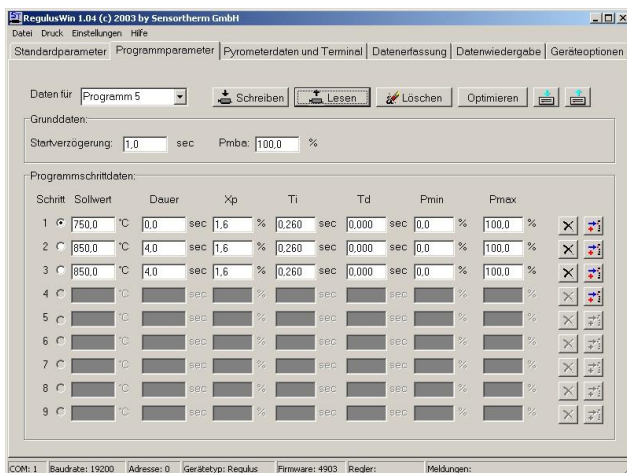 RegulusWin 1.04 (c) 2003 by Sensortherm GmbH
Datei Druck Einstellungen Hilfe
Standardparameter Programmparameter Pyrometerdaten und Terminal Datenerfassung Datenwiedergabe Geräteoptionen
Daten für Programm 5 Schreiben Lesen Löschen Optimieren
Grunddaten:
Startverzögerung: 1,0 sec Pmba: 100,0 %
Programmschrittdaten:
Schritt Sollwert Dauer Xp Ti Td Pmin Pmax
1 750,0 °C 0,0 sec 1,6 % 0,260 sec 0,000 sec 0,0 % 100,0 %
2 850,0 °C 4,0 sec 1,6 % 0,260 sec 0,000 sec 0,0 % 100,0 %
3 850,0 °C 4,0 sec 1,6 % 0,260 sec 0,000 sec 0,0 % 100,0 %
4 °C sec % sec sec % %
5 °C sec % sec sec % %
6 °C sec % sec sec % %
7 °C sec % sec sec % %
8 °C sec % sec sec % %
9 °C sec % sec sec % %
COM: 1 Baudrate: 19200 Adresse: 0 Gerätetyp: Regulus Firmware: 4903 Regler: Meldungen: